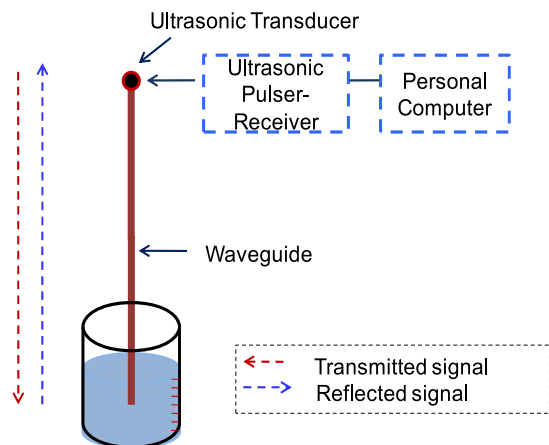 Ultrasonic Transducer
Ultrasonic
Pulser-
Receiver
Personal
Computer
Waveguide
Transmitted signal
Reflected signal